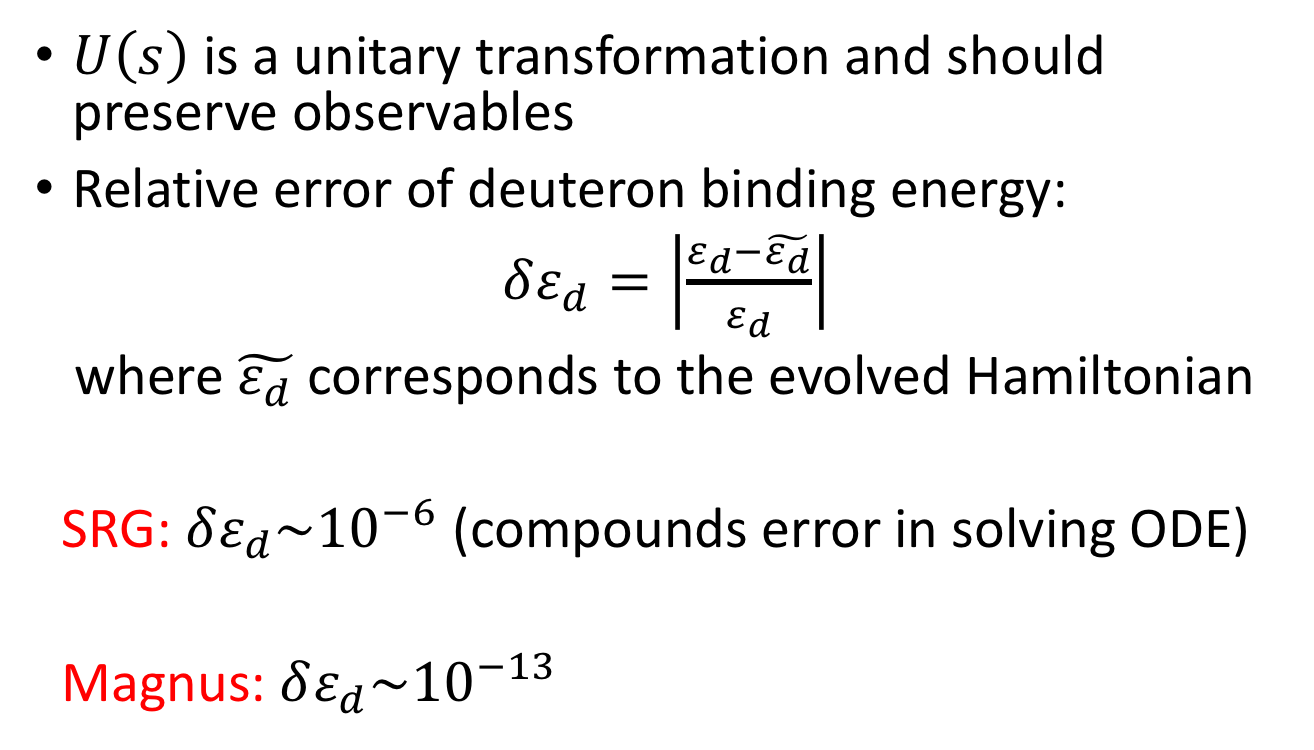 • U(s) is a unitary transformation and should
preserve observables
• Relative error of deuteron binding energy:
δε_d = |(ε_d − ε̃_d) / ε_d|
where ε̃_d corresponds to the evolved Hamiltonian
SRG: δε_d~10⁻⁶ (compounds error in solving ODE)
Magnus: δε_d~10⁻¹³